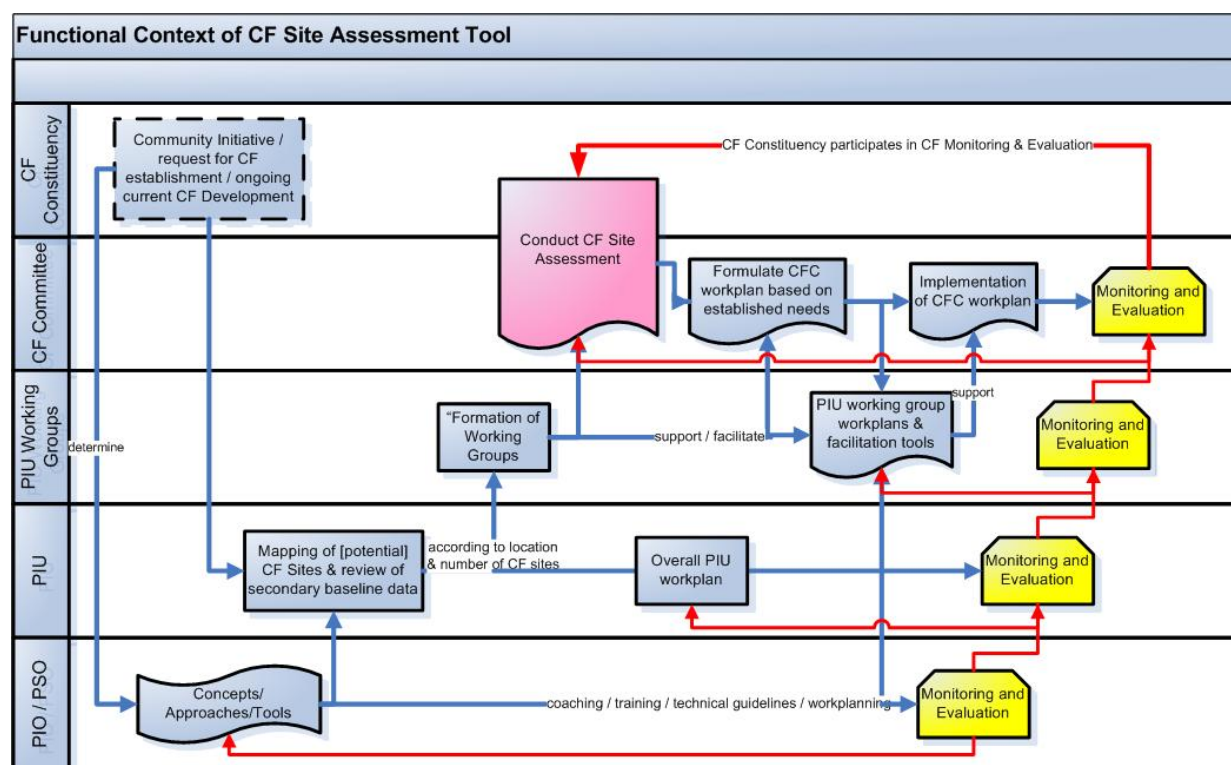 Functional Context of CF Site Assessment Tool
CF
Constituency
Community Initiative /
request for CF
establishment / ongoing
current CF Development
CF Constituency participates in CF Monitoring & Evaluation
CF Committee
Conduct CF Site
Assessment
Formulate CFC
workplan based on
established needs
Implementation
of CFC workplan
Monitoring and
Evaluation
PIU Working
Groups
determine
"Formation of
Working
Groups
support / facilitate
PIU working group
workplans &
facilitation tools
support
Monitoring and
Evaluation
PIU
Mapping of [potential]
CF Sites & review of
secondary baseline data
according to location
& number of CF sites
Overall PIU
workplan
Monitoring and
Evaluation
PIO / PSO
Concepts/
Approaches/Tools
coaching / training / technical guidelines / workplanning
Monitoring and
Evaluation